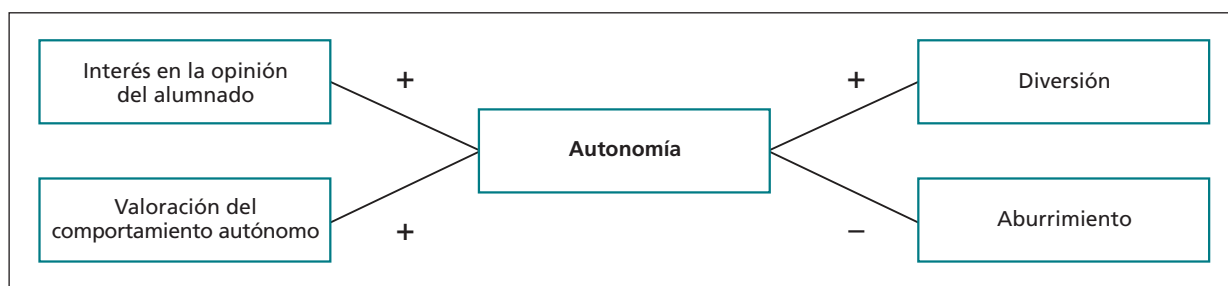 Interés en la opinión
del alumnado
+
+
Diversión
Autonomía
Valoración del
comportamiento autónomo
+
–
Aburrimiento